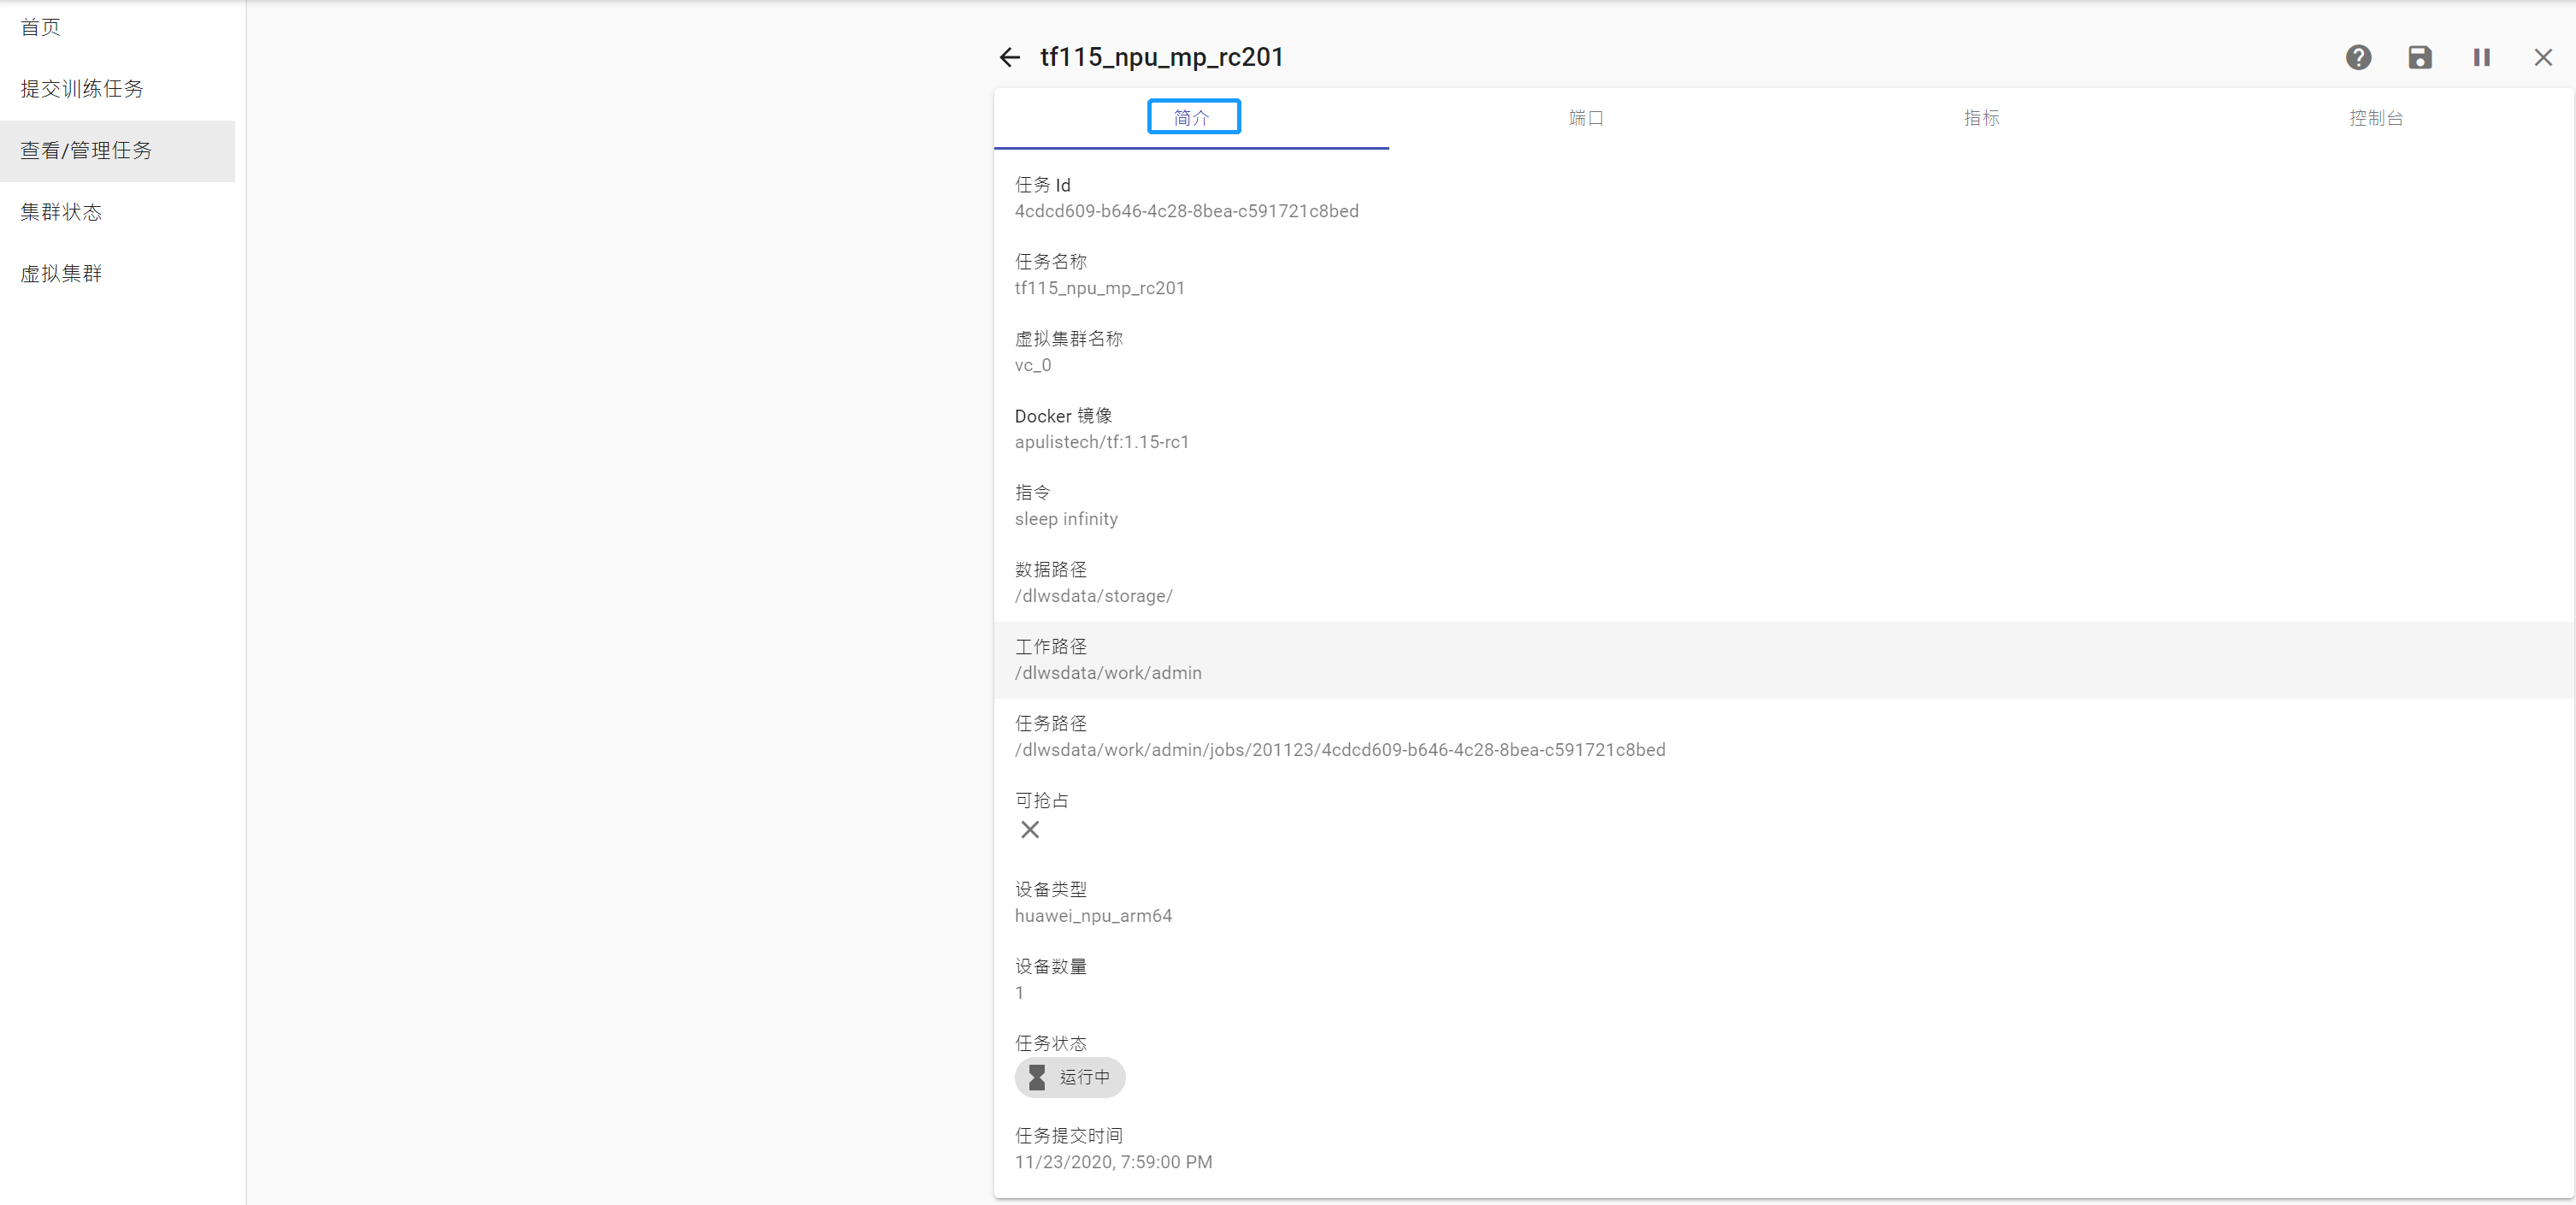 首页
提交训练任务
查看/管理任务
集群状态
虚拟集群
tf115_npu_mp_rc201
简介
端口
指标
控制台
任务 Id
4cdcd609-b646-4c28-8bea-c591721c8bed
任务名称
tf115_npu_mp_rc201
虚拟集群名称
vc_0
Docker 镜像
apulistech/tf:1.15-rc1
指令
sleep infinity
数据路径
/dlwsdata/storage/
工作路径
/dlwsdata/work/admin
任务路径
/dlwsdata/work/admin/jobs/201123/4cdcd609-b646-4c28-8bea-c591721c8bed
可抢占
设备类型
huawei_npu_arm64
设备数量
1
任务状态
运行中
任务提交时间
11/23/2020, 7:59:00 PM